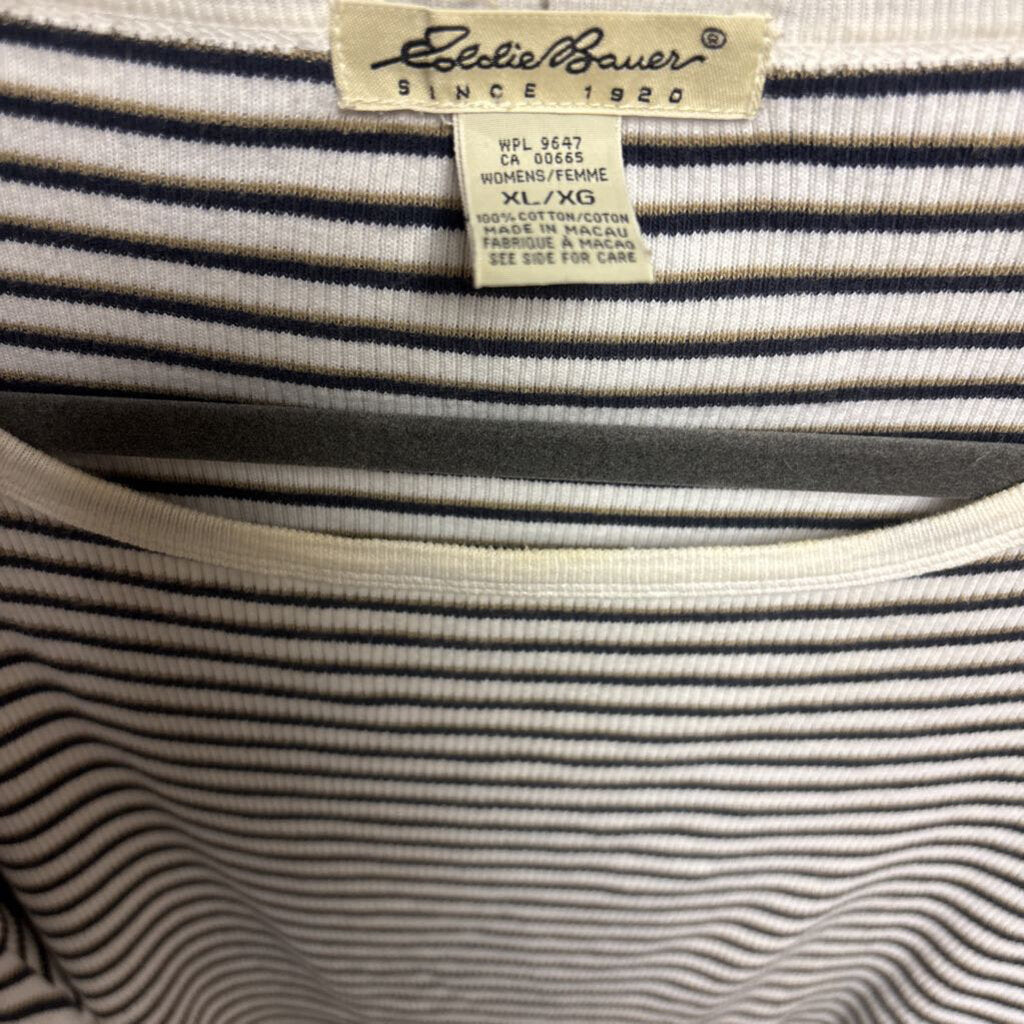 Eddie Bauer®
SINCE 1920
WPL 9647
CA 00665
WOMENS/FEMME
XL/XG
100% COTTON/COTON
MADE IN MACAU
FABRIQUE À MACAO
SEE SIDE FOR CARE